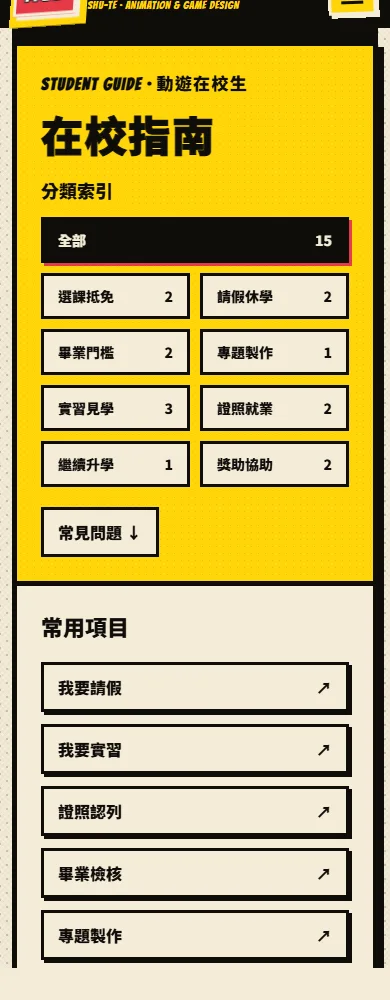 SHU-TE · ANIMATION & GAME DESIGN
STUDENT GUIDE · 動遊在校生
在校指南
分類索引
全部 15
選課抵免 2
請假休學 2
畢業門檻 2
專題製作 1
實習見學 3
證照就業 2
繼續升學 1
獎助協助 2
常見問題 ↓
常用項目
我要請假 ↗
我要實習 ↗
證照認列 ↗
畢業檢核 ↗
專題製作 ↗